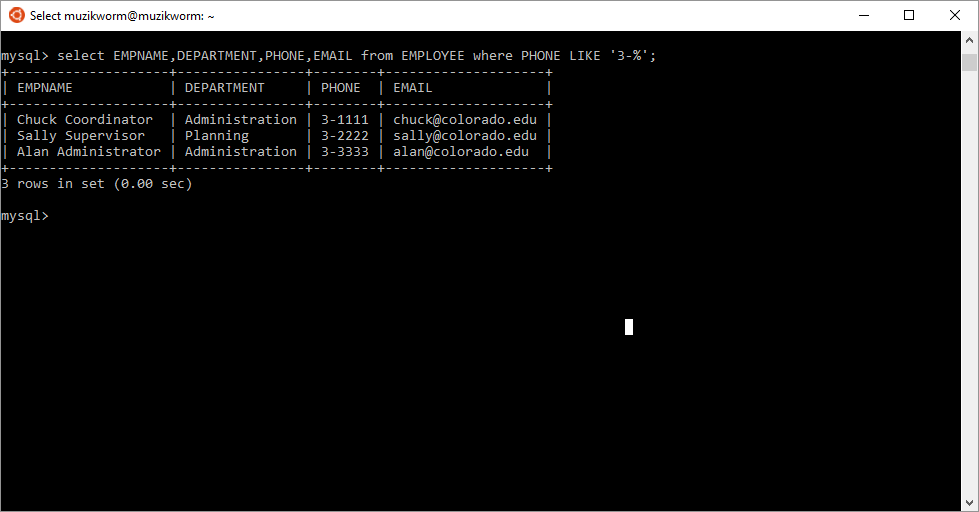 Select muzikworm@muzikworm: ~
mysql> select EMPNAME,DEPARTMENT,PHONE,EMAIL from EMPLOYEE where PHONE LIKE '3-%';
+--------------------+----------------+--------+--------------------+
| EMPNAME            | DEPARTMENT     | PHONE  | EMAIL              |
+--------------------+----------------+--------+--------------------+
| Chuck Coordinator  | Administration | 3-1111 | chuck@colorado.edu |
| Sally Supervisor   | Planning       | 3-2222 | sally@colorado.edu |
| Alan Administrator | Administration | 3-3333 | alan@colorado.edu  |
+--------------------+----------------+--------+--------------------+
3 rows in set (0.00 sec)
mysql>